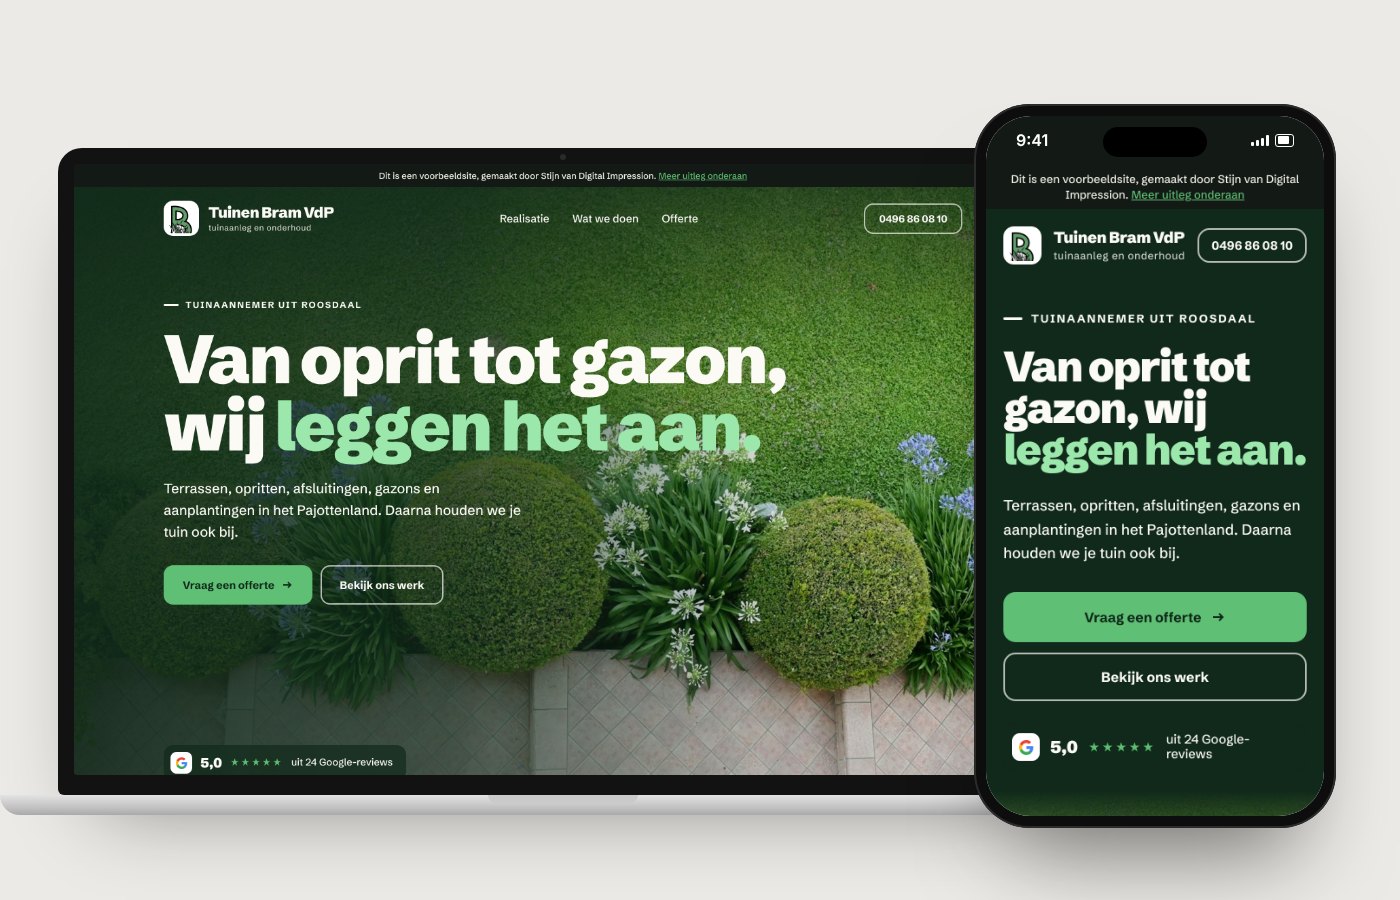 Dit is een voorbeeldsite, gemaakt door Stijn van Digital Impression. Meer uitleg onderaan
Tuinen Bram VdP
tuinaanleg en onderhoud
Realisatie
Wat we doen
Offerte
0496 86 08 10
TUINAANNEMER UIT ROOSDAAL
Van oprit tot gazon,
wij leggen het aan.
Terrassen, opritten, afsluitingen, gazons en
aanplantingen in het Pajottenland. Daarna houden we je
tuin ook bij.
Vraag een offerte →
Bekijk ons werk
5,0 ★★★★★ uit 24 Google-reviews
9:41
Dit is een voorbeeldsite, gemaakt door Stijn van Digital
Impression. Meer uitleg onderaan
Tuinen Bram VdP
tuinaanleg en onderhoud
0496 86 08 10
TUINAANNEMER UIT ROOSDAAL
Van oprit tot
gazon, wij
leggen het aan.
Terrassen, opritten, afsluitingen, gazons en
aanplantingen in het Pajottenland. Daarna
houden we je tuin ook bij.
Vraag een offerte →
Bekijk ons werk
5,0 ★★★★★ uit 24 Google-
reviews